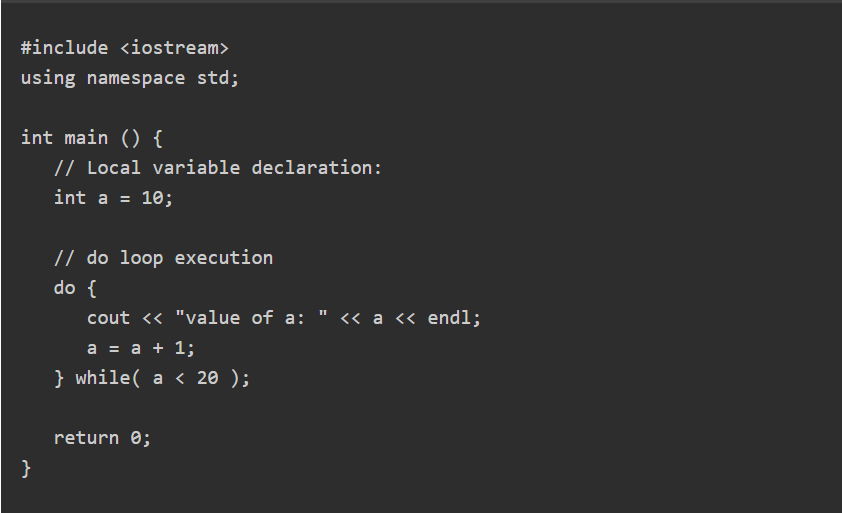 #include <iostream>
using namespace std;
int main () {
// Local variable declaration:
int a = 10;
// do loop execution
do {
cout << "value of a: " << a << endl;
a = a + 1;
} while( a < 20 );
return 0;
}